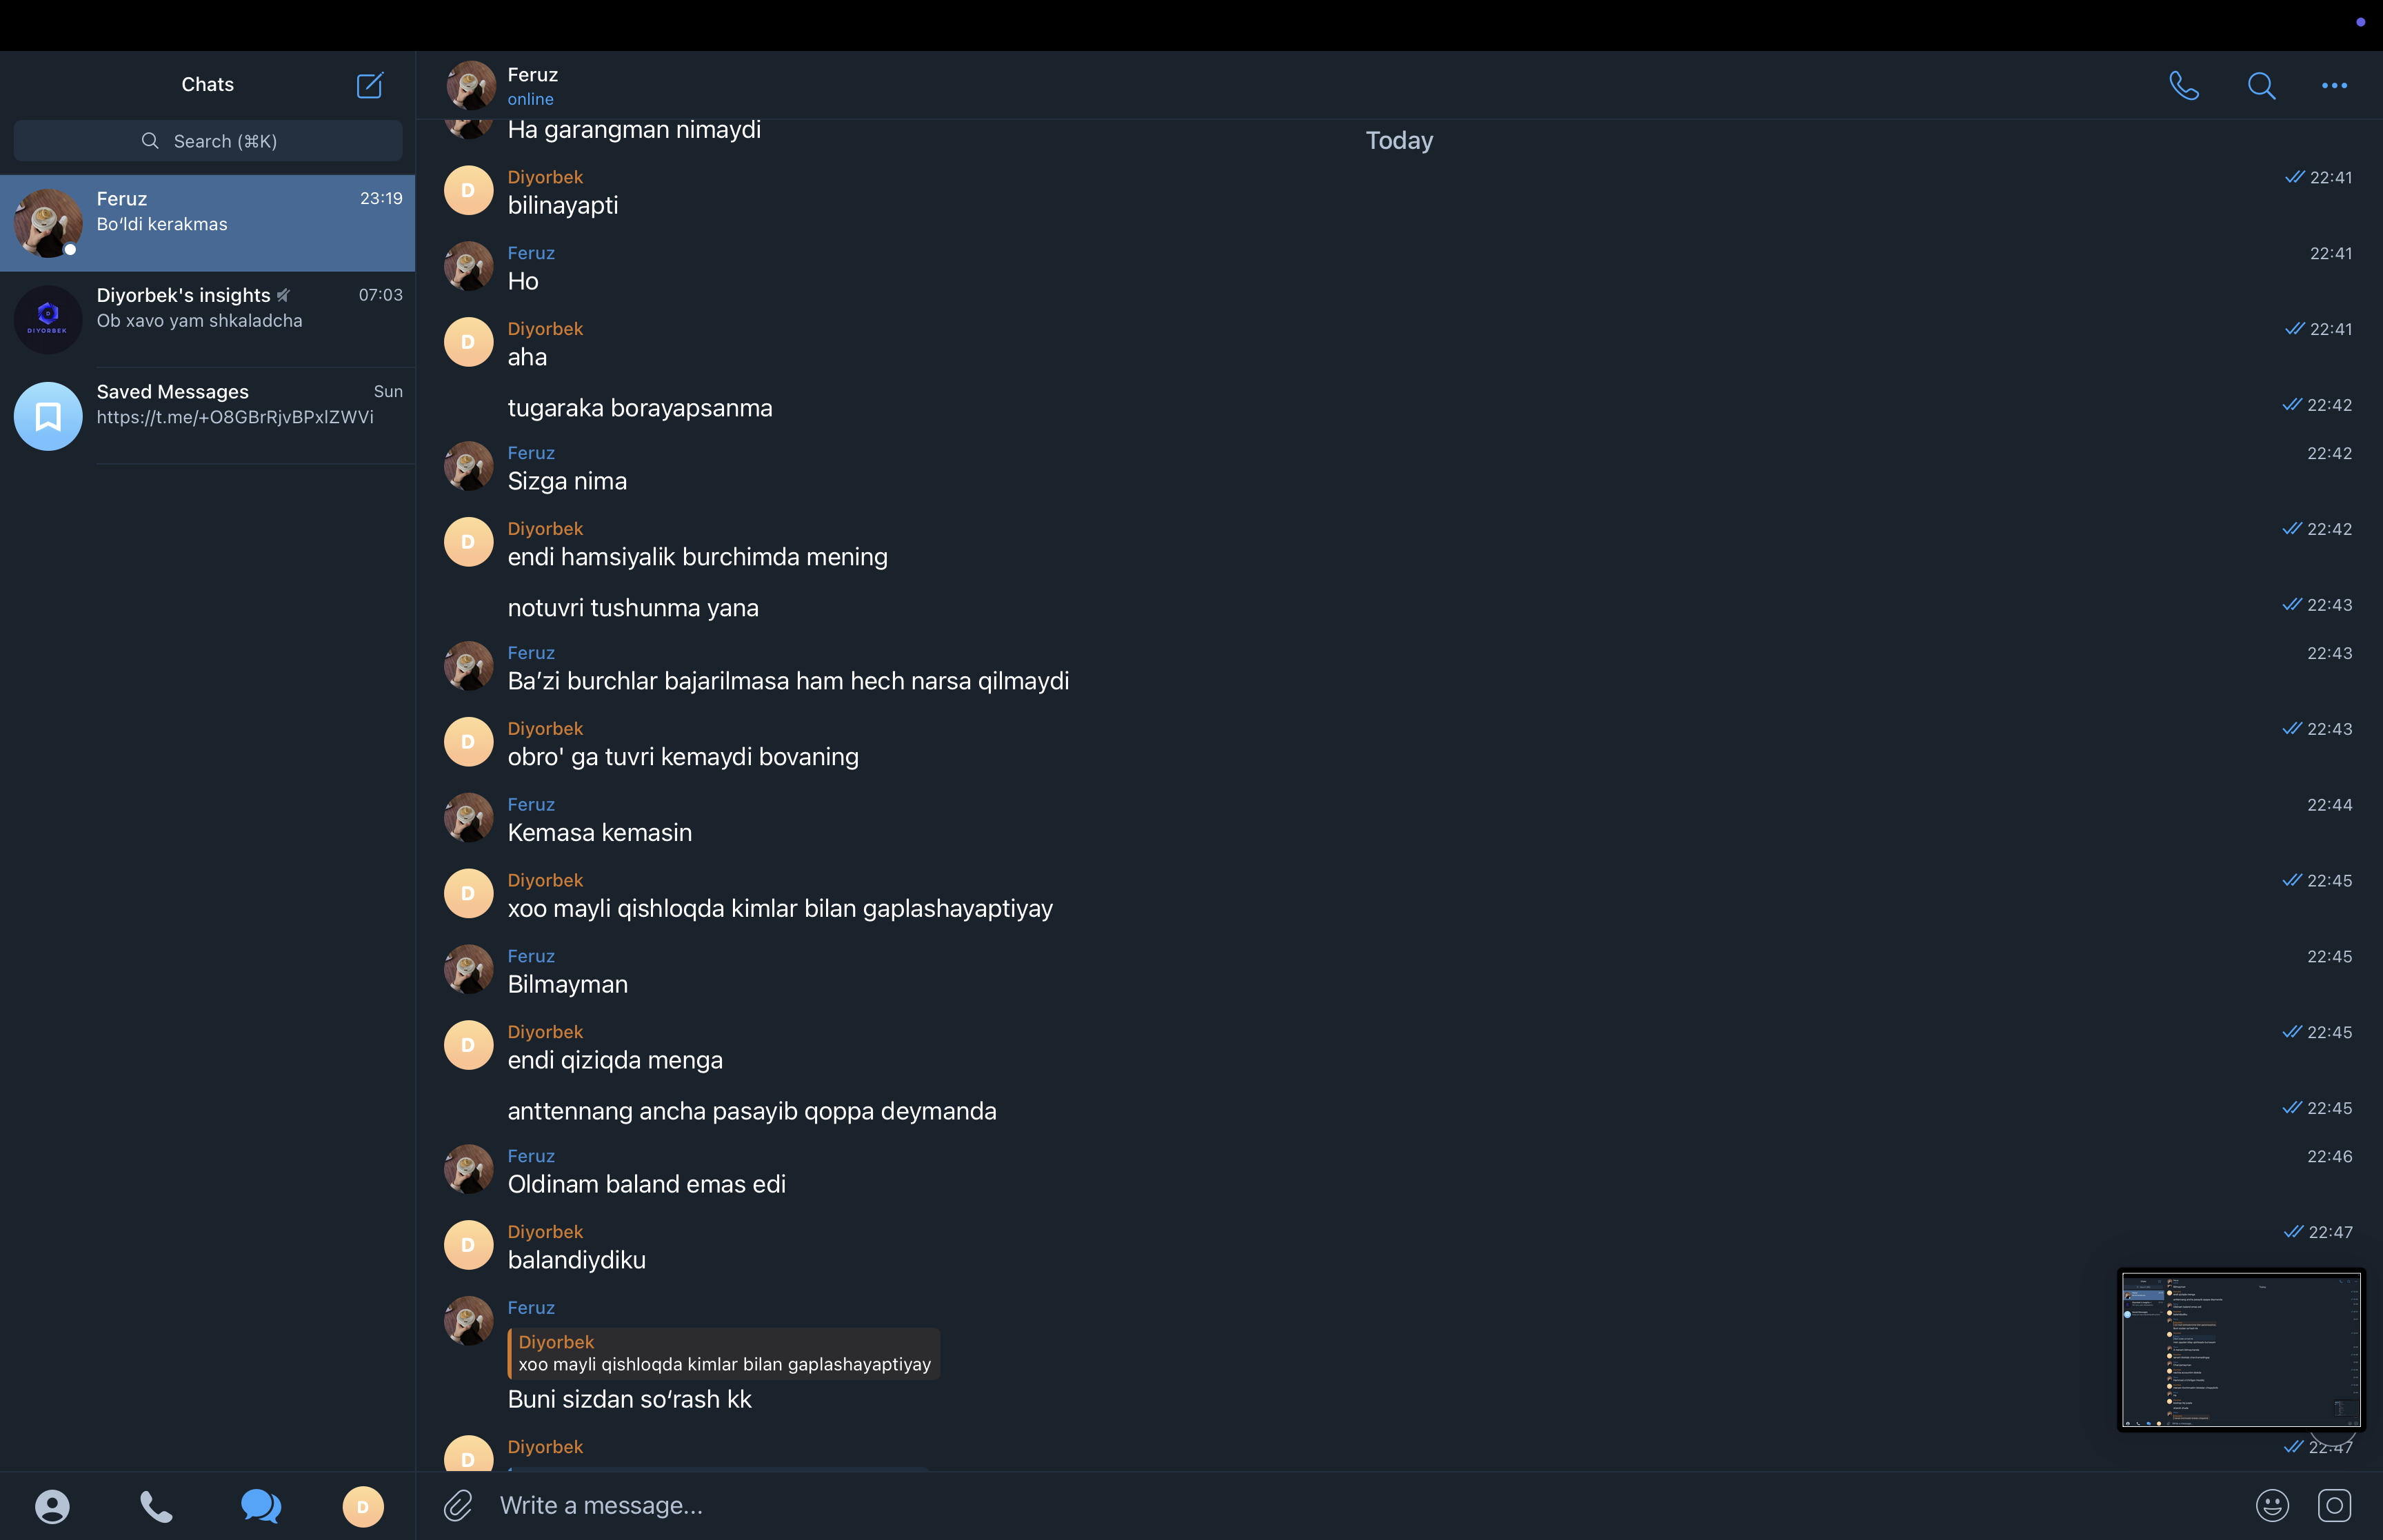 Chats
Search (⌘K)
Feruz
23:19
Bo‘ldi kerakmas
Diyorbek's insights
07:03
Ob xavo yam shkaladcha
D
DIYORBEK
Saved Messages
Sun
https://t.me/+O8GBrRjvBPxlZWVi
D
Feruz
online
Ha garangman nimaydi
Today
D
Diyorbek
22:41
bilinayapti
Feruz
22:41
Ho
D
Diyorbek
22:41
aha
tugaraka borayapsanma
22:42
Feruz
22:42
Sizga nima
D
Diyorbek
22:42
endi hamsiyalik burchimda mening
notuvri tushunma yana
22:43
Feruz
22:43
Ba’zi burchlar bajarilmasa ham hech narsa qilmaydi
D
Diyorbek
22:43
obro' ga tuvri kemaydi bovaning
Feruz
22:44
Kemasa kemasin
D
Diyorbek
22:45
xoo mayli qishloqda kimlar bilan gaplashayaptiyay
Feruz
22:45
Bilmayman
D
Diyorbek
22:45
endi qiziqda menga
anttennang ancha pasayib qoppa deymanda
22:45
Feruz
22:46
Oldinam baland emas edi
D
Diyorbek
22:47
balandiydiku
Feruz
Diyorbek
xoo mayli qishloqda kimlar bilan gaplashayaptiyay
Buni sizdan so‘rash kk
D
Diyorbek
22:47
Write a message...